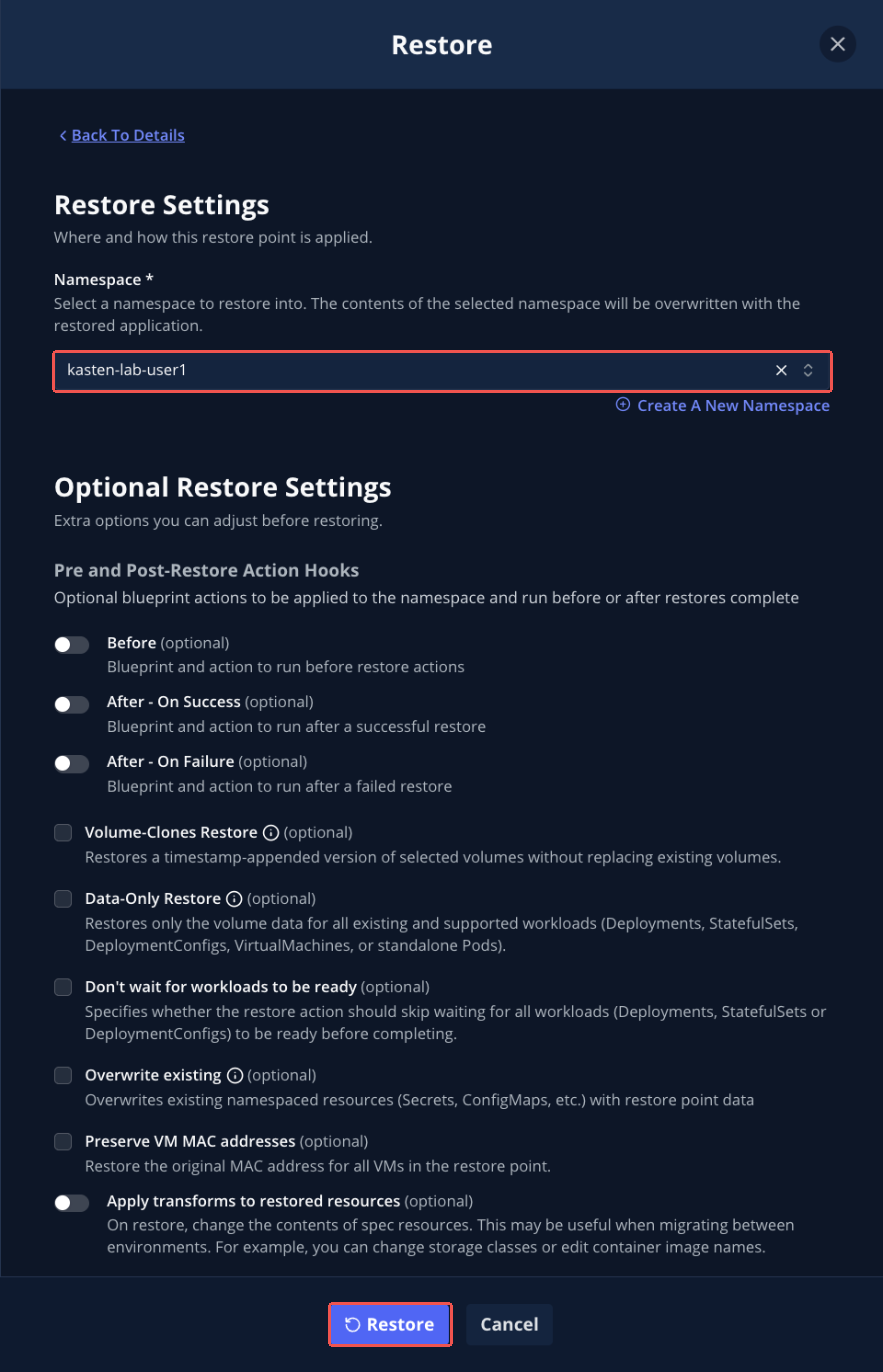 Restore
Back To Details
Restore Settings
Where and how this restore point is applied.
Namespace *
Select a namespace to restore into. The contents of the selected namespace will be overwritten with the
restored application.
kasten-lab-user1
Create A New Namespace
Optional Restore Settings
Extra options you can adjust before restoring.
Pre and Post-Restore Action Hooks
Optional blueprint actions to be applied to the namespace and run before or after restores complete
Before (optional)
Blueprint and action to run before restore actions
After - On Success (optional)
Blueprint and action to run after a successful restore
After - On Failure (optional)
Blueprint and action to run after a failed restore
Volume-Clones Restore (optional)
Restores a timestamp-appended version of selected volumes without replacing existing volumes.
Data-Only Restore (optional)
Restores only the volume data for all existing and supported workloads (Deployments, StatefulSets,
DeploymentConfigs, VirtualMachines, or standalone Pods).
Don't wait for workloads to be ready (optional)
Specifies whether the restore action should skip waiting for all workloads (Deployments, StatefulSets or
DeploymentConfigs) to be ready before completing.
Overwrite existing (optional)
Overwrites existing namespaced resources (Secrets, ConfigMaps, etc.) with restore point data
Preserve VM MAC addresses (optional)
Restore the original MAC address for all VMs in the restore point.
Apply transforms to restored resources (optional)
On restore, change the contents of spec resources. This may be useful when migrating between
environments. For example, you can change storage classes or edit container image names.
Restore Cancel